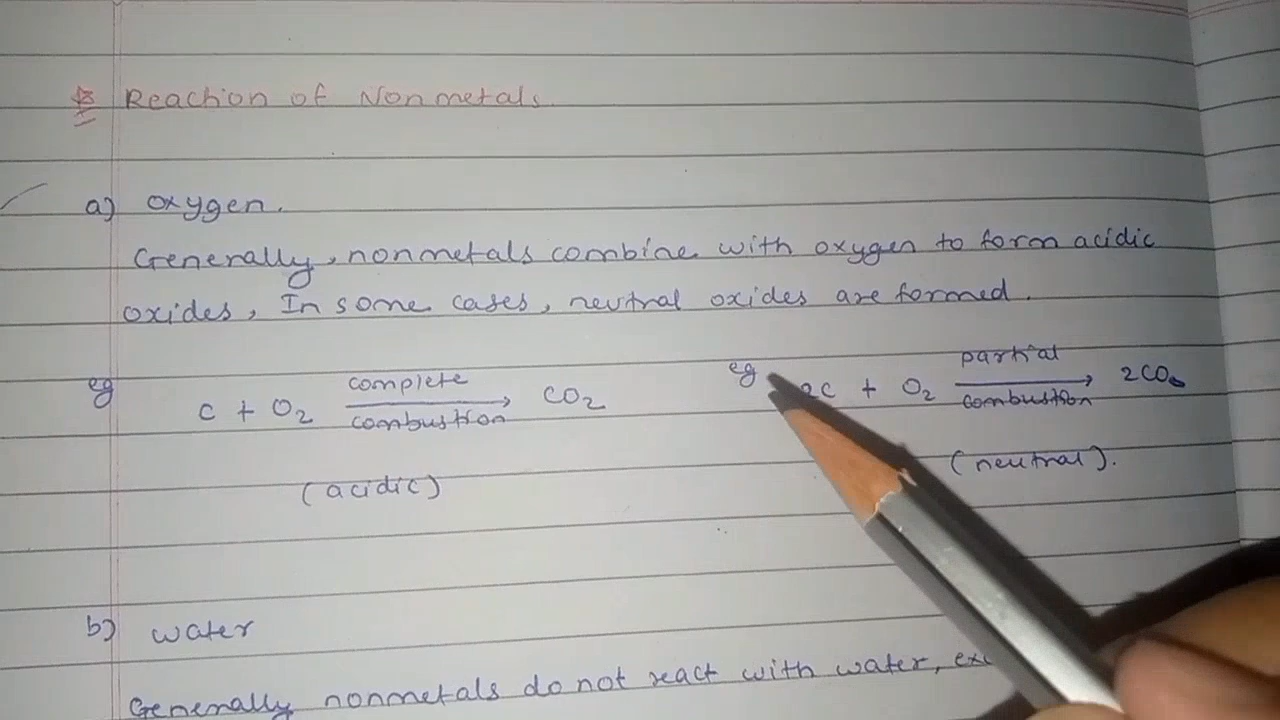 Reaction of Nonmetals.
a) oxygen.
Generally, nonmetals combine with oxygen to form acidic
oxides, In some cases, neutral oxides are formed.
eg C + O2 complete combustion → CO2
(acidic)
eg 2C + O2 partial combustion → 2CO
(neutral).
b) water
Generally nonmetals do not react with water,